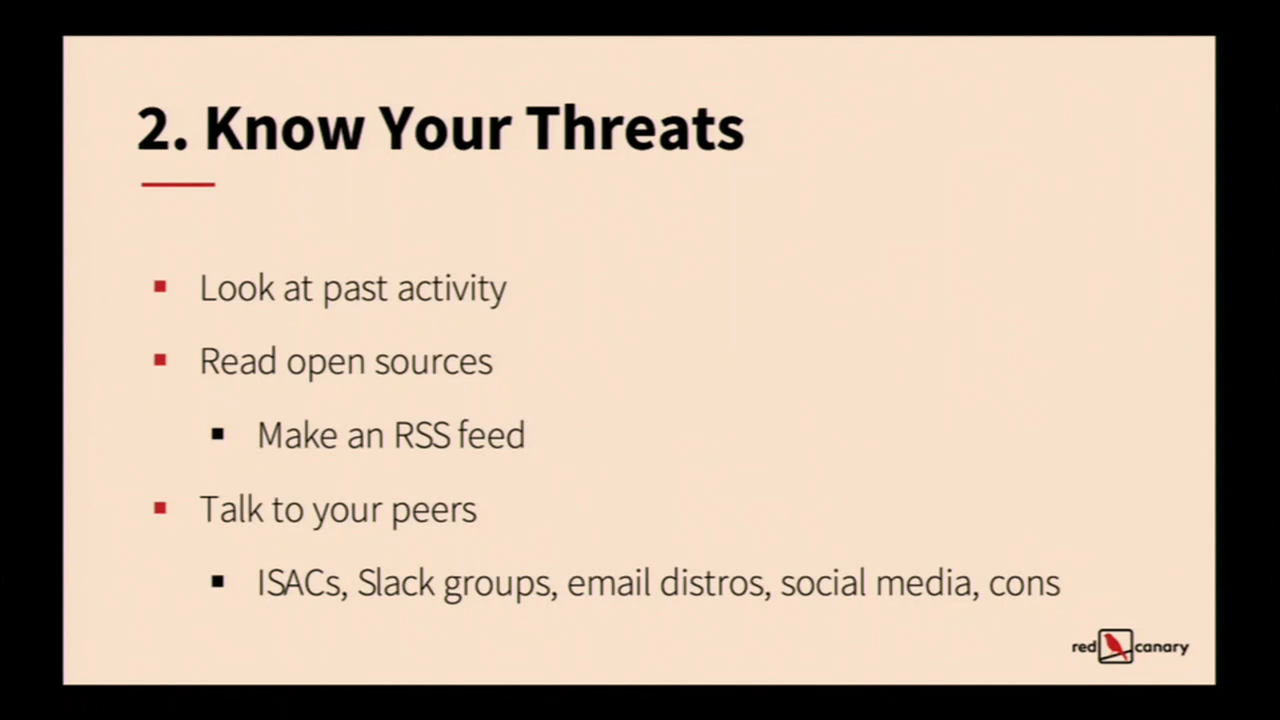 2. Know Your Threats
Look at past activity
Read open sources
Make an RSS feed
Talk to your peers
ISACs, Slack groups, email distros, social media, cons
red canary